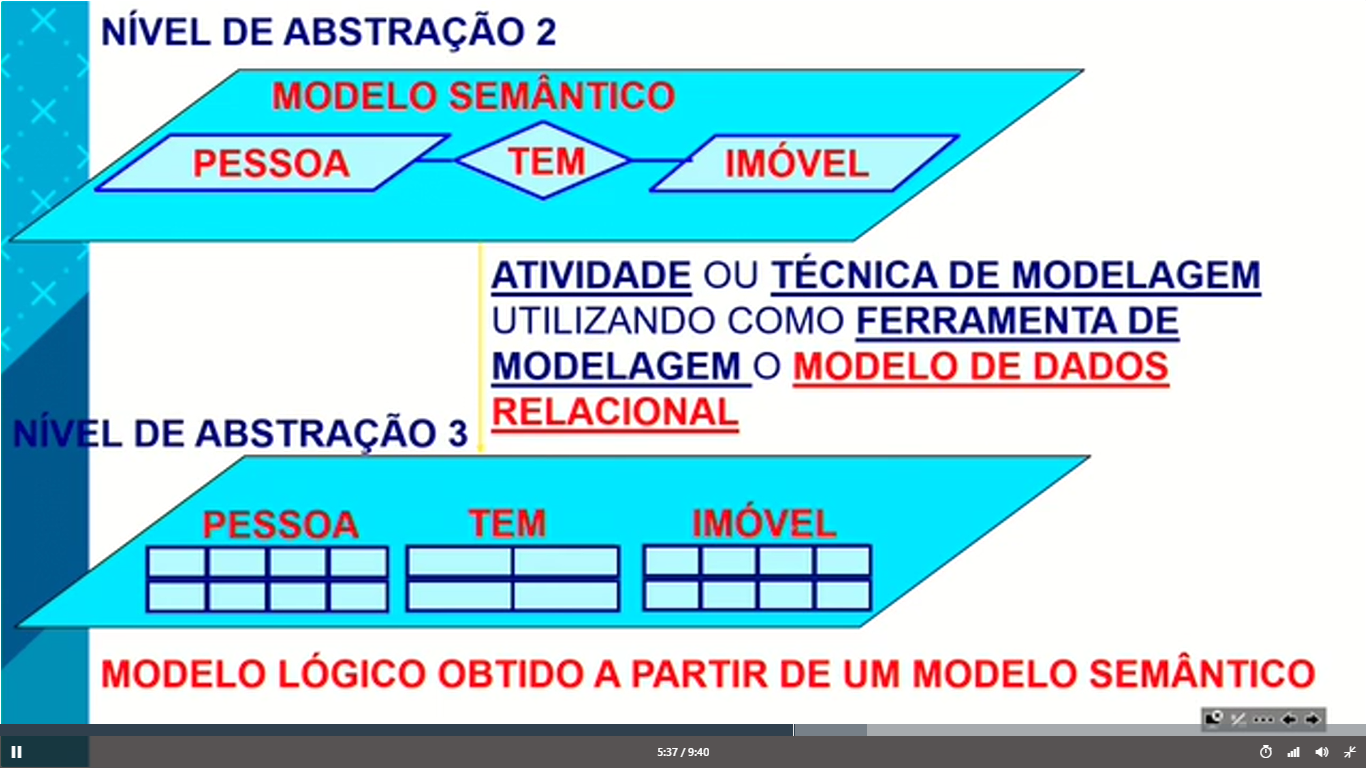 NÍVEL DE ABSTRAÇÃO 2
MODELO SEMÂNTICO
PESSOA TEM IMÓVEL
ATIVIDADE OU TÉCNICA DE MODELAGEM
UTILIZANDO COMO FERRAMENTA DE
MODELAGEM O MODELO DE DADOS
RELACIONAL
NÍVEL DE ABSTRAÇÃO 3
PESSOA TEM IMÓVEL
MODELO LÓGICO OBTIDO A PARTIR DE UM MODELO SEMÂNTICO
5:37 / 9:40